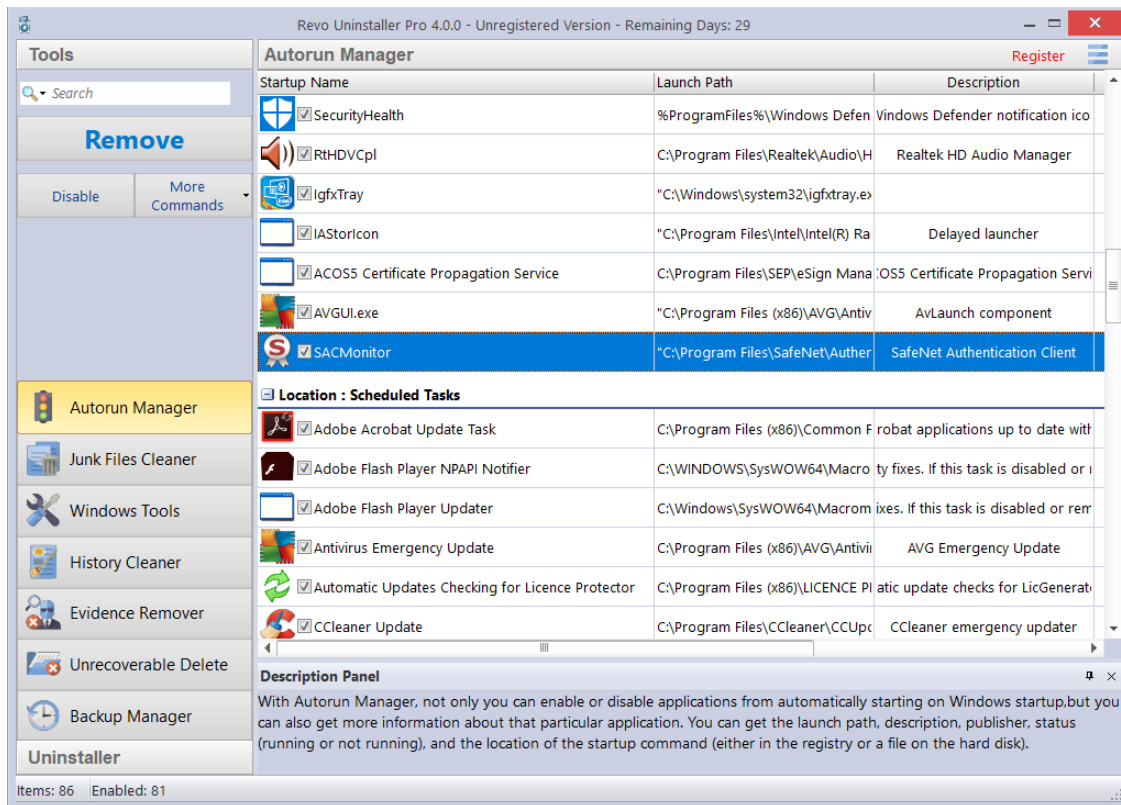 Revo Uninstaller Pro 4.0.0 - Unregistered Version - Remaining Days: 29
Tools
Search
Remove
Disable
More
Commands
Autorun Manager
Junk Files Cleaner
Windows Tools
History Cleaner
Evidence Remover
Unrecoverable Delete
Backup Manager
Uninstaller
Autorun Manager
Register
Startup Name Launch Path Description
SecurityHealth %ProgramFiles%\Windows Defen Windows Defender notification ico
RtHDVCpl C:\Program Files\Realtek\Audio\H Realtek HD Audio Manager
IgfxTray "C:\Windows\system32\igfxtray.ex
IAStorIcon "C:\Program Files\Intel\Intel(R) Ra Delayed launcher
ACOS5 Certificate Propagation Service C:\Program Files\SEP\eSign Mana COS5 Certificate Propagation Servi
AVGUI.exe "C:\Program Files (x86)\AVG\Antiv AvLaunch component
S SACMonitor "C:\Program Files\SafeNet\Auther SafeNet Authentication Client
Location : Scheduled Tasks
Adobe Acrobat Update Task C:\Program Files (x86)\Common F robat applications up to date with
Adobe Flash Player NPAPI Notifier C:\WINDOWS\SysWOW64\Macro ty fixes. If this task is disabled or
Adobe Flash Player Updater C:\Windows\SysWOW64\Macrom ixes. If this task is disabled or rem
Antivirus Emergency Update C:\Program Files (x86)\AVG\Antivi AVG Emergency Update
Automatic Updates Checking for Licence Protector C:\Program Files (x86)\LICENCE P atic update checks for LicGenerat
CCleaner Update C:\Program Files\CCleaner\CCUpd CCleaner emergency updater
Description Panel
With Autorun Manager, not only you can enable or disable applications from automatically starting on Windows startup,but you
can also get more information about that particular application. You can get the launch path, description, publisher, status
(running or not running), and the location of the startup command (either in the registry or a file on the hard disk).
Items: 86 Enabled: 81